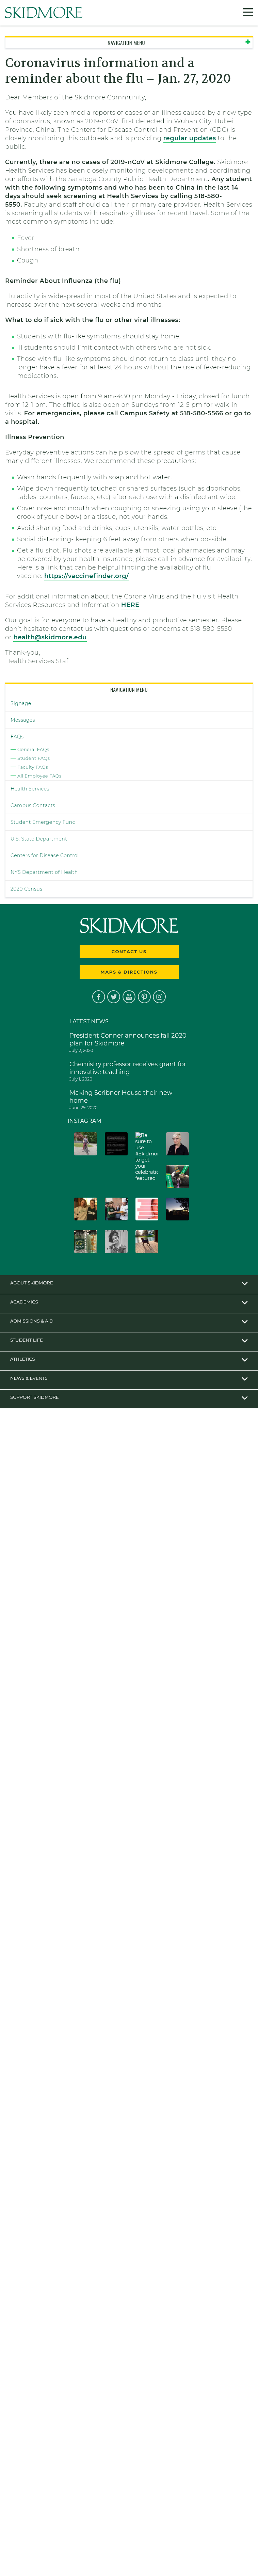 SKIDMORE
NAVIGATION MENU
Coronavirus information and a
reminder about the flu – Jan. 27, 2020
Dear Members of the Skidmore Community,
You have likely seen media reports of cases of an illness caused by a new type
of coronavirus, known as 2019-nCoV, first detected in Wuhan City, Hubei
Province, China. The Centers for Disease Control and Prevention (CDC) is
closely monitoring this outbreak and is providing regular updates to the
public.
Currently, there are no cases of 2019-nCoV at Skidmore College. Skidmore
Health Services has been closely monitoring developments and coordinating
our efforts with the Saratoga County Public Health Department. Any student
with the following symptoms and who has been to China in the last 14
days should seek screening at Health Services by calling 518-580-
5550. Faculty and staff should call their primary care provider. Health Services
is screening all students with respiratory illness for recent travel. Some of the
most common symptoms include:
Fever
Shortness of breath
Cough
Reminder About Influenza (the flu)
Flu activity is widespread in most of the United States and is expected to
increase over the next several weeks and months.
What to do if sick with the flu or other viral illnesses:
Students with flu-like symptoms should stay home.
Ill students should limit contact with others who are not sick.
Those with flu-like symptoms should not return to class until they no
longer have a fever for at least 24 hours without the use of fever-reducing
medications.
Health Services is open from 9 am-4:30 pm Monday - Friday, closed for lunch
from 12-1 pm. The office is also open on Sundays from 12-5 pm for walk-in
visits. For emergencies, please call Campus Safety at 518-580-5566 or go to
a hospital.
Illness Prevention
Everyday preventive actions can help slow the spread of germs that cause
many different illnesses. We recommend these precautions:
Wash hands frequently with soap and hot water.
Wipe down frequently touched or shared surfaces (such as doorknobs,
tables, counters, faucets, etc.) after each use with a disinfectant wipe.
Cover nose and mouth when coughing or sneezing using your sleeve (the
crook of your elbow) or a tissue, not your hands.
Avoid sharing food and drinks, cups, utensils, water bottles, etc.
Social distancing- keeping 6 feet away from others when possible.
Get a flu shot. Flu shots are available at most local pharmacies and may
be covered by your health insurance; please call in advance for availability.
Here is a link that can be helpful finding the availability of flu
vaccine: https://vaccinefinder.org/
For additional information about the Corona Virus and the flu visit Health
Services Resources and Information HERE
Our goal is for everyone to have a healthy and productive semester. Please
don't hesitate to contact us with questions or concerns at 518-580-5550
or health@skidmore.edu
Thank-you,
Health Services Staf
NAVIGATION MENU
Signage
Messages
FAQs
General FAQs
Student FAQs
Faculty FAQs
All Employee FAQs
Health Services
Campus Contacts
Student Emergency Fund
U.S. State Department
Centers for Disease Control
NYS Department of Health
2020 Census
SKIDMORE
CONTACT US
MAPS & DIRECTIONS
LATEST NEWS
President Conner announces fall 2020
plan for Skidmore
July 2, 2020
Chemistry professor receives grant for
innovative teaching
July 1, 2020
Making Scribner House their new
home
June 29, 2020
INSTAGRAM
Be
sure to
use
#Skidmor
to get
your
celebratic
featured
ABOUT SKIDMORE
ACADEMICS
ADMISSIONS & AID
STUDENT LIFE
ATHLETICS
NEWS & EVENTS
SUPPORT SKIDMORE